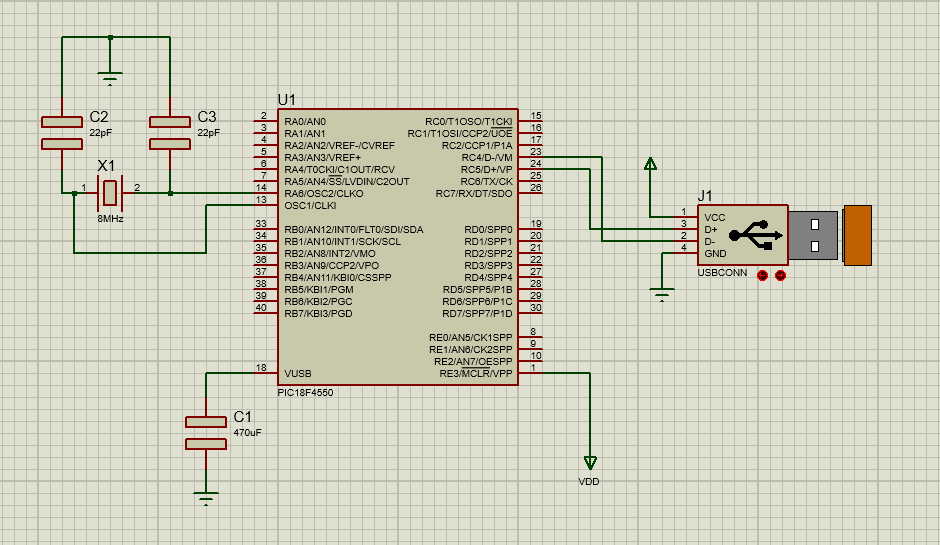 C2
22pF
C3
22pF
X1
1
2
8MHz
U1
2 RA0/AN0
3 RA1/AN1
4 RA2/AN2/VREF-/CVREF
5 RA3/AN3/VREF+
6 RA4/T0CKI/C1OUT/RCV
7 RA5/AN4/SS/LVDIN/C2OUT
14 RA6/OSC2/CLKO
13 OSC1/CLKI
33 RB0/AN12/INT0/FLT0/SDI/SDA
34 RB1/AN10/INT1/SCK/SCL
35 RB2/AN8/INT2/VMO
36 RB3/AN9/CCP2/VPO
37 RB4/AN11/KBI0/CSSPP
38 RB5/KBI1/PGM
39 RB6/KBI2/PGC
40 RB7/KBI3/PGD
18 VUSB
RC0/T1OSO/T1CKI 15
RC1/T1OSI/CCP2/UOE 16
RC2/CCP1/P1A 17
RC4/D-/VM 23
RC5/D+/VP 24
RC6/TX/CK 25
RC7/RX/DT/SDO 26
RD0/SPP0 19
RD1/SPP1 20
RD2/SPP2 21
RD3/SPP3 22
RD4/SPP4 27
RD5/SPP5/P1B 28
RD6/SPP6/P1C 29
RD7/SPP7/P1D 30
RE0/AN5/CK1SPP 8
RE1/AN6/CK2SPP 9
RE2/AN7/OESPP 10
RE3/MCLR/VPP 1
PIC18F4550
C1
470uF
VDD
J1
1 VCC
3 D+
2 D-
4 GND
USBCONN